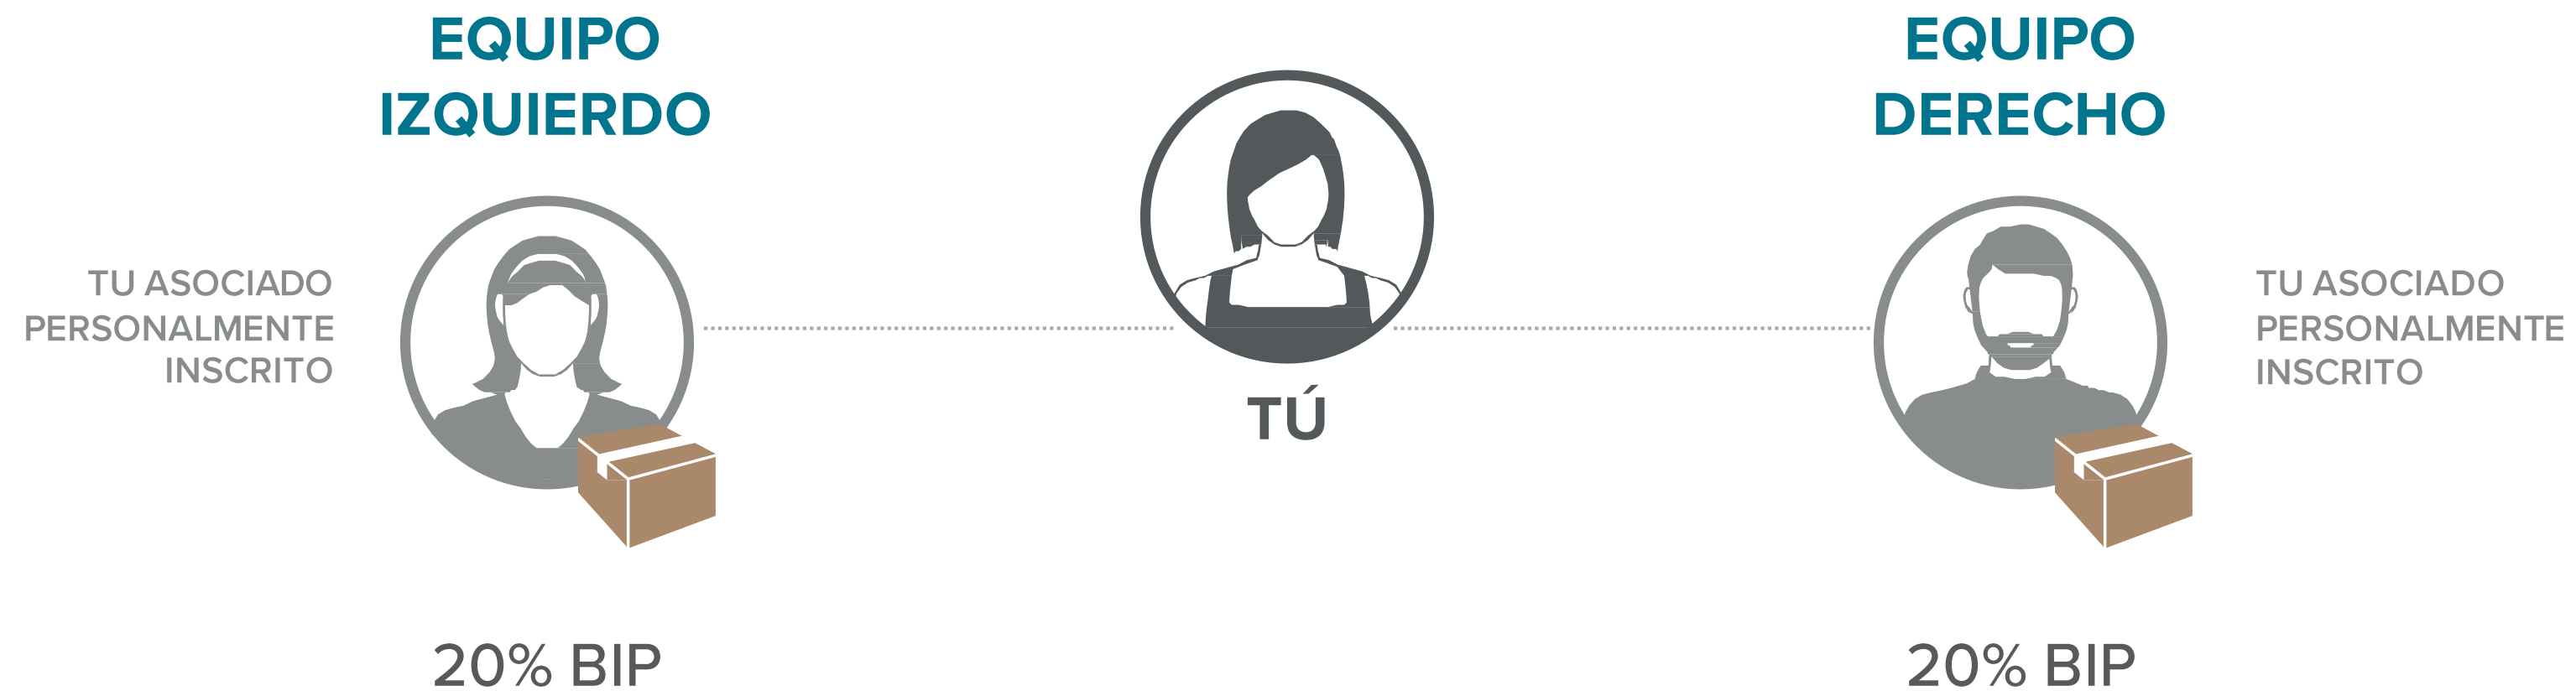 EQUIPO
IZQUIERDO
TU ASOCIADO
PERSONALMENTE
INSCRITO
20% BIP
TÚ
EQUIPO
DERECHO
TU ASOCIADO
PERSONALMENTE
INSCRITO
20% BIP